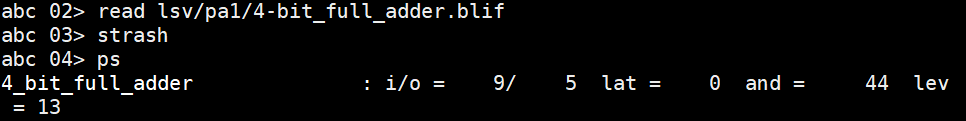 abc 02> read lsv/pa1/4-bit_full_adder.blif
abc 03> strash
abc 04> ps
4_bit_full_adder              : i/o =    9/    5  lat =    0  and =     44  lev
 = 13